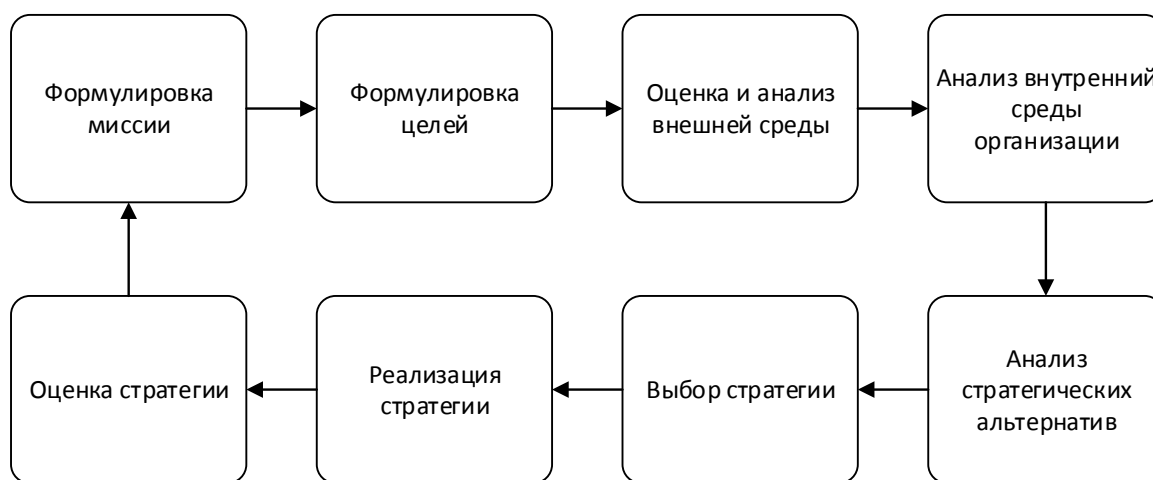 Формулировка
миссии
Формулировка
целей
Оценка и анализ
внешней среды
Анализ внутренний
среды
организации
Оценка стратегии
Реализация
стратегии
Выбор стратегии
Анализ
стратегических
альтернатив